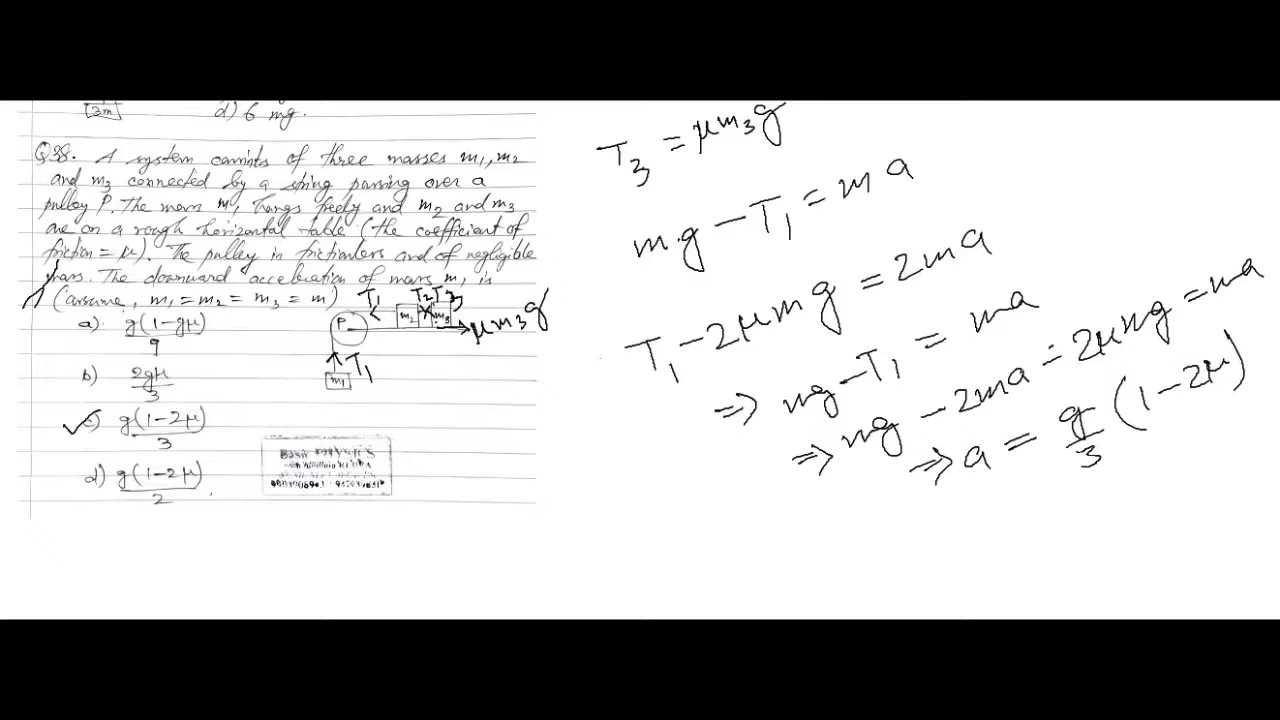 3m
d) 6 mg.
Q38. A system consists of three masses m1, m2
and m3 connected by a string passing over a
pulley P. The mass m1 hangs freely and m2 and m3
are on a rough horizontal table (the coefficient of
friction = μ). The pulley is frictionless and of negligible
mass. The downward acceleration of mass m1 is
(assume, m1 = m2 = m3 = m)
a) g(1-gμ)/9
b) 2gμ/3
c) g(1-2μ)/3
d) g(1-2μ)/2
T1 T2 T3
P m2 m3 μm3g
T1
m1
BASIC PHYSICS
T3 = μm3g
mg - T1 = ma
T1 - 2μmg = 2ma
⇒ mg - T1 = ma
⇒ mg - 2ma - 2μmg = ma
⇒ a = g/3 (1-2μ)